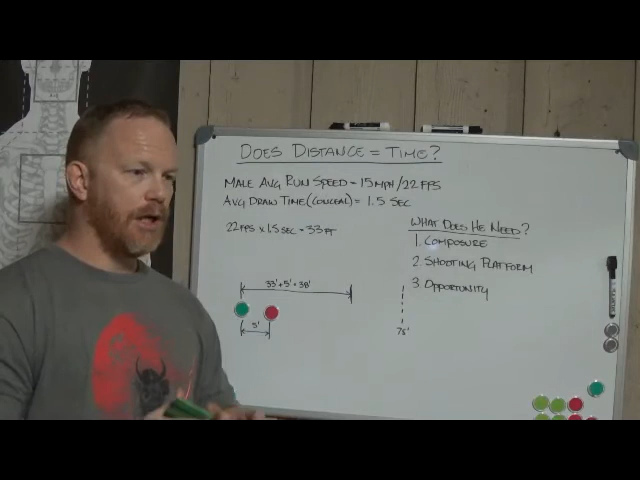 DOES DISTANCE = TIME?
MALE AVG RUN SPEED = 15 MPH/22 FPS
AVG DRAW TIME (CONCEAL) = 1.5 SEC
22 FPS x 1.5 SEC = 33 FT
WHAT DOES HE NEED?
1. COMPOSURE
2. SHOOTING PLATFORM
3. OPPORTUNITY
33' + 5' = 38'
5'
75'